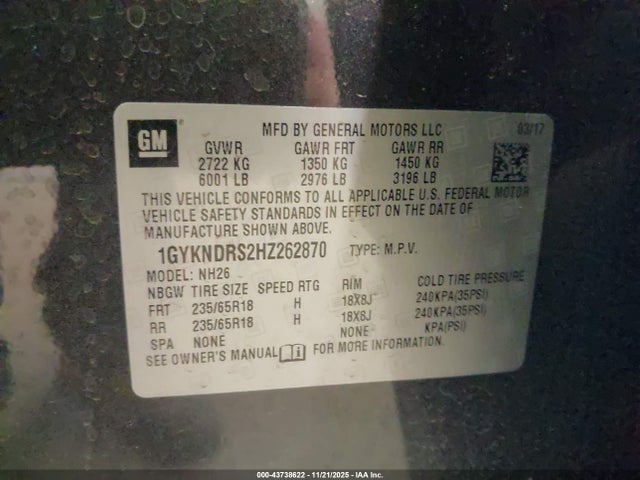 GM
MFD BY GENERAL MOTORS LLC 03/17
GVWR GAWR FRT GAWR RR
2722 KG 1350 KG 1450 KG
6001 LB 2976 LB 3196 LB
THIS VEHICLE CONFORMS TO ALL APPLICABLE U.S. FEDERAL MOTOR
VEHICLE SAFETY STANDARDS IN EFFECT ON THE DATE OF
MANUFACTURE SHOWN ABOVE.
1GYKNDRS2HZ262870 TYPE: M.P.V.
MODEL: NH26
NBGW TIRE SIZE SPEED RTG RIM COLD TIRE PRESSURE
FRT 235/65R18 H 18X8J 240KPA(35PSI)
RR 235/65R18 H 18X8J 240KPA(35PSI)
SPA NONE NONE KPA(PSI)
SEE OWNER'S MANUAL FOR MORE INFORMATION.
000-43738622 - 11/21/2025 - IAA Inc.